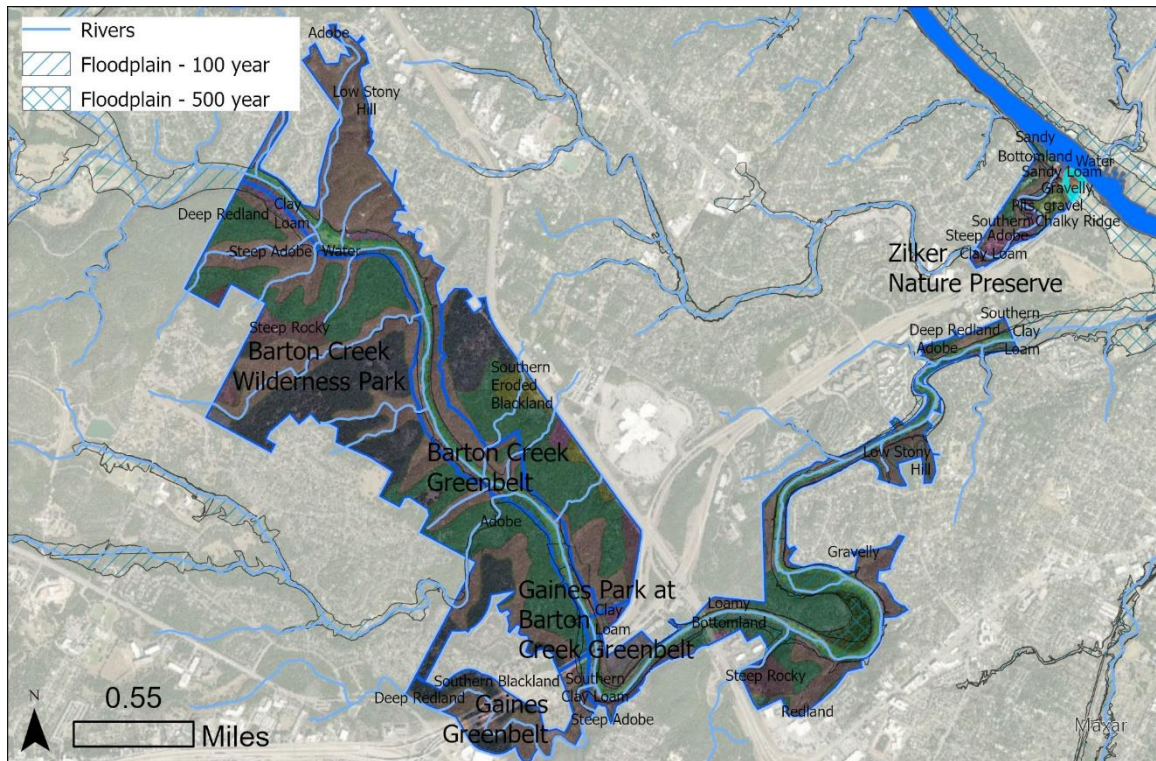 Rivers
Floodplain - 100 year
Floodplain - 500 year
Adobe
Low Stony
Hill
Deep Redland
Clay
Loam
Steep Adobe
Water
Steep Rocky
Barton Creek
Wilderness Park
Southern
Eroded
Blackland
Barton Creek
Greenbelt
Adobe
Gaines Park at
Barton
Creek Greenbelt
Clay
Loam
Southern Blackland
Deep Redland
Gaines
Greenbelt
Southern
Clay Loam
Steep Adobe
Loamy
Bottomland
Steep Rocky
Redland
Gravelly
Low Stony
Hill
Deep Redland
Adobe
Southern
Clay
Loam
Sandy
Bottomland
Water
Sandy Loam
Gravelly
Pits, gravel
Southern Chalky Ridge
Steep Adobe
Clay Loam
Zilker
Nature Preserve
N
0.55
Miles
Maxar